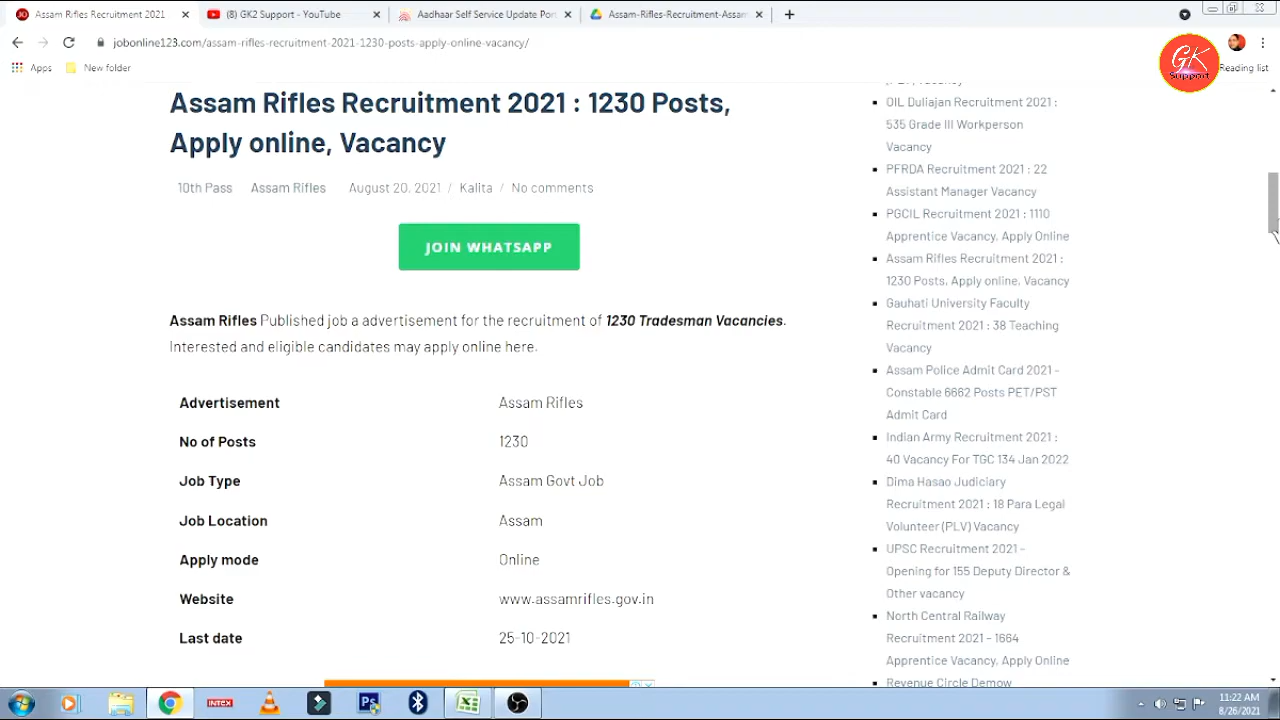 Assam Rifles Recruitment 2021
(8) GK2 Support - YouTube
Aadhaar Self Service Update Por
Assam-Rifles-Recruitment-Assam
jobonline123.com/assam-rifles-recruitment-2021-1230-posts-apply-online-vacancy/
Apps
New folder
GK
Support
Reading list
Assam Rifles Recruitment 2021 : 1230 Posts,
Apply online, Vacancy
10th Pass Assam Rifles August 20, 2021 / Kalita / No comments
JOIN WHATSAPP
Assam Rifles Published job a advertisement for the recruitment of 1230 Tradesman Vacancies.
Interested and eligible candidates may apply online here.
Advertisement Assam Rifles
No of Posts 1230
Job Type Assam Govt Job
Job Location Assam
Apply mode Online
Website www.assamrifles.gov.in
Last date 25-10-2021
OIL Duliajan Recruitment 2021 :
535 Grade III Workperson
Vacancy
PFRDA Recruitment 2021 : 22
Assistant Manager Vacancy
PGCIL Recruitment 2021 : 1110
Apprentice Vacancy, Apply Online
Assam Rifles Recruitment 2021 :
1230 Posts, Apply online, Vacancy
Gauhati University Faculty
Recruitment 2021 : 38 Teaching
Vacancy
Assam Police Admit Card 2021 –
Constable 6662 Posts PET/PST
Admit Card
Indian Army Recruitment 2021 :
40 Vacancy For TGC 134 Jan 2022
Dima Hasao Judiciary
Recruitment 2021 : 18 Para Legal
Volunteer (PLV) Vacancy
UPSC Recruitment 2021 –
Opening for 155 Deputy Director &
Other vacancy
North Central Railway
Recruitment 2021 – 1664
Apprentice Vacancy, Apply Online
Revenue Circle Demow
INTEX
Ps
11:22 AM
8/26/2021